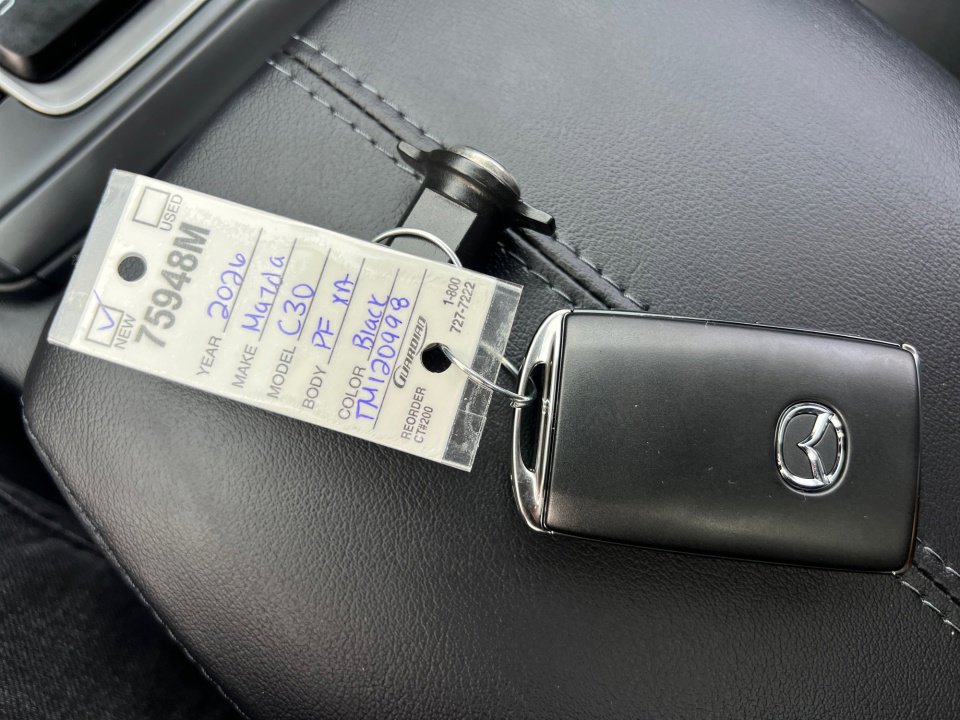 USED
NEW
75948M
YEAR 2026
MAKE Mazda
MODEL C30
BODY PF XA
COLOR Black
TM120998
GUARDIAN
REORDER
CT#200
1-800
727-7222